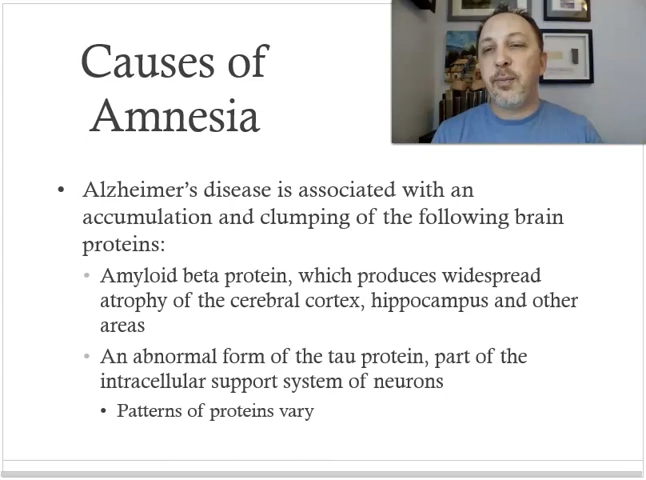 Causes of
Amnesia
• Alzheimer’s disease is associated with an
accumulation and clumping of the following brain
proteins:
• Amyloid beta protein, which produces widespread
atrophy of the cerebral cortex, hippocampus and other
areas
• An abnormal form of the tau protein, part of the
intracellular support system of neurons
• Patterns of proteins vary